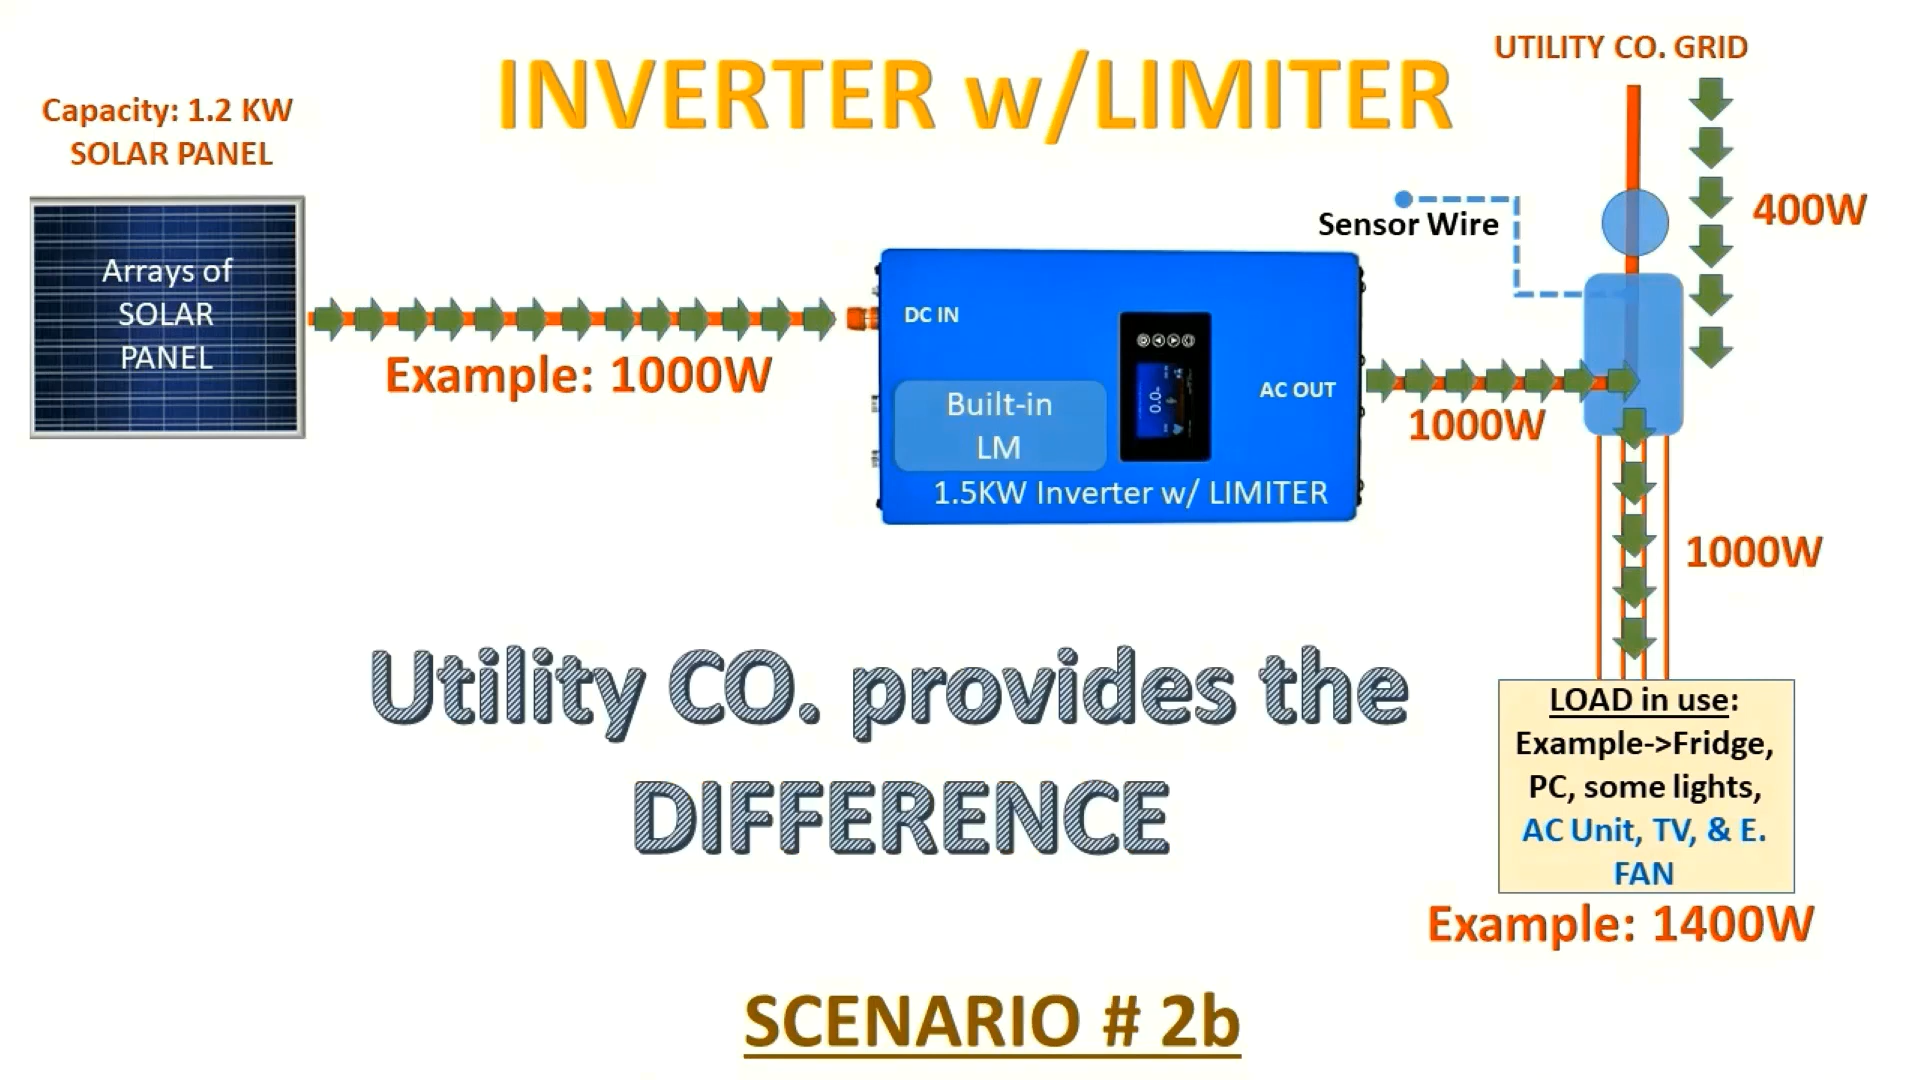 INVERTER w/LIMITER
UTILITY CO. GRID
Capacity: 1.2 KW
SOLAR PANEL
400W
Sensor Wire
Arrays of
SOLAR
PANEL
DC IN
Example: 1000W
AC OUT
Built-in
LM
0.0
1000W
1.5KW Inverter w/ LIMITER
1000W
Utility CO. provides the
DIFFERENCE
LOAD in use:
Example->Fridge,
PC, some lights,
AC Unit, TV, & E.
FAN
Example: 1400W
SCENARIO # 2b